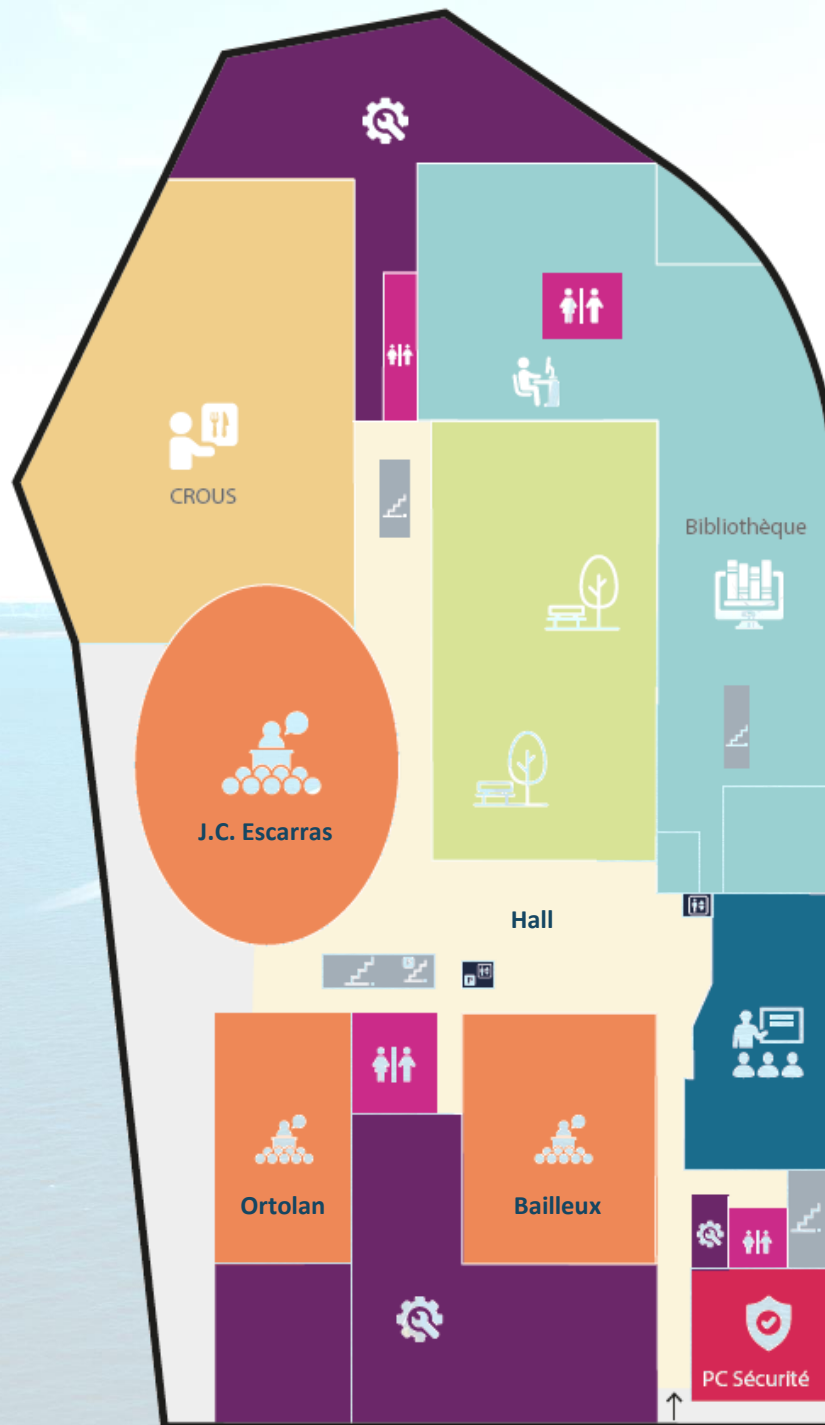 CROUS
Bibliothèque
J.C. Escarras
Hall
P
Ortolan
Bailleux
PC Sécurité